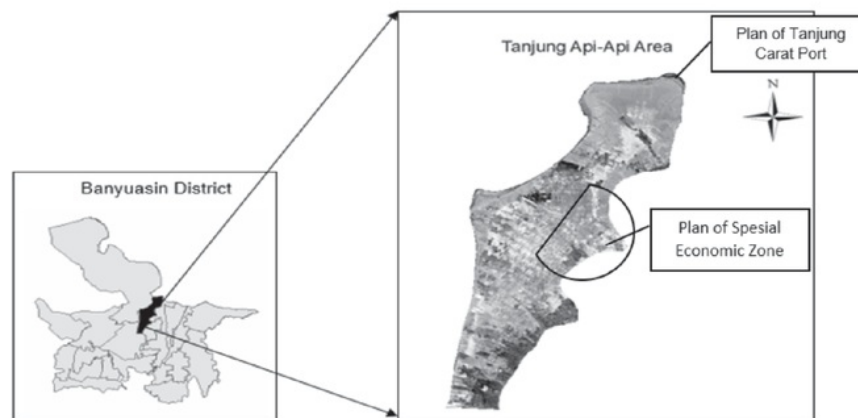 Plan of Tanjung
Carat Port
Tanjung Api-Api Area
N
Banyuasin District
Plan of Spesial
Economic Zone